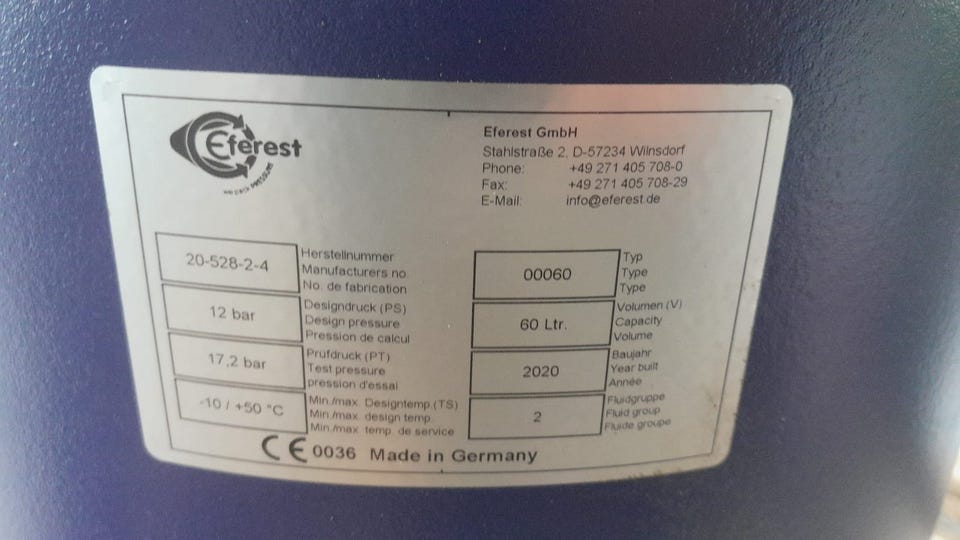 Eferest
PRESSURE
Eferest GmbH
Stahlstraße 2, D-57234 Wilnsdorf
Phone: +49 271 405 708-0
Fax: +49 271 405 708-29
E-Mail: info@eferest.de
20-528-2-4
Herstellnummer
Manufacturers no.
No. de fabrication
12 bar
Designdruck (PS)
Design pressure
Pression de calcul
17,2 bar
Prüfdruck (PT)
Test pressure
pression d'essai
-10 / +50 °C
Min./max. Designtemp.(TS)
Min./max. design temp.
Min./max. temp. de service
00060
Typ
Type
Type
60 Ltr.
Volumen (V)
Capacity
Volume
2020
Baujahr
Year built
Année
2
Fluidgruppe
Fluid group
Fluide groupe
CE 0036 Made in Germany